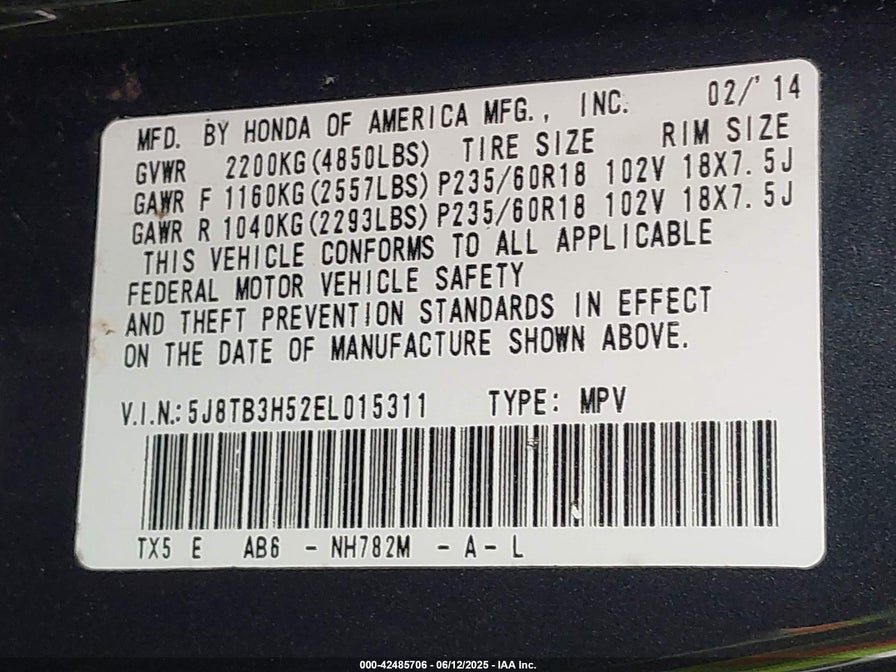 MFD. BY HONDA OF AMERICA MFG., INC. 02/'14
GVWR 2200KG(4850LBS) TIRE SIZE RIM SIZE
GAWR F 1160KG(2557LBS) P235/60R18 102V 18X7.5J
GAWR R 1040KG(2293LBS) P235/60R18 102V 18X7.5J
THIS VEHICLE CONFORMS TO ALL APPLICABLE
FEDERAL MOTOR VEHICLE SAFETY
AND THEFT PREVENTION STANDARDS IN EFFECT
ON THE DATE OF MANUFACTURE SHOWN ABOVE.
V.I.N.: 5J8TB3H52EL015311 TYPE: MPV
TX5 E AB6 - NH782M - A - L
000-42485706 - 06/12/2025 - IAA Inc.